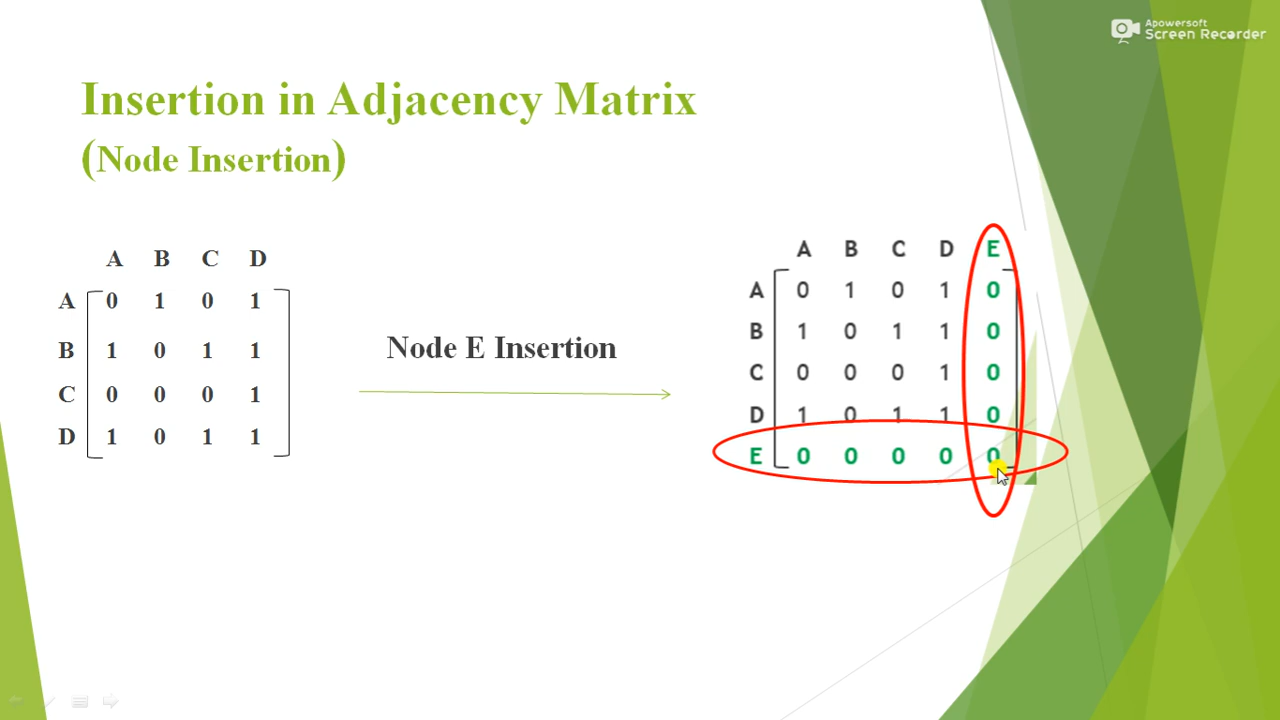 Apowersoft
Screen Recorder
Insertion in Adjacency Matrix
(Node Insertion)
A B C D
A 0 1 0 1
B 1 0 1 1
C 0 0 0 1
D 1 0 1 1
Node E Insertion
A B C D E
A 0 1 0 1 0
B 1 0 1 1 0
C 0 0 0 1 0
D 1 0 1 1 0
E 0 0 0 0 0